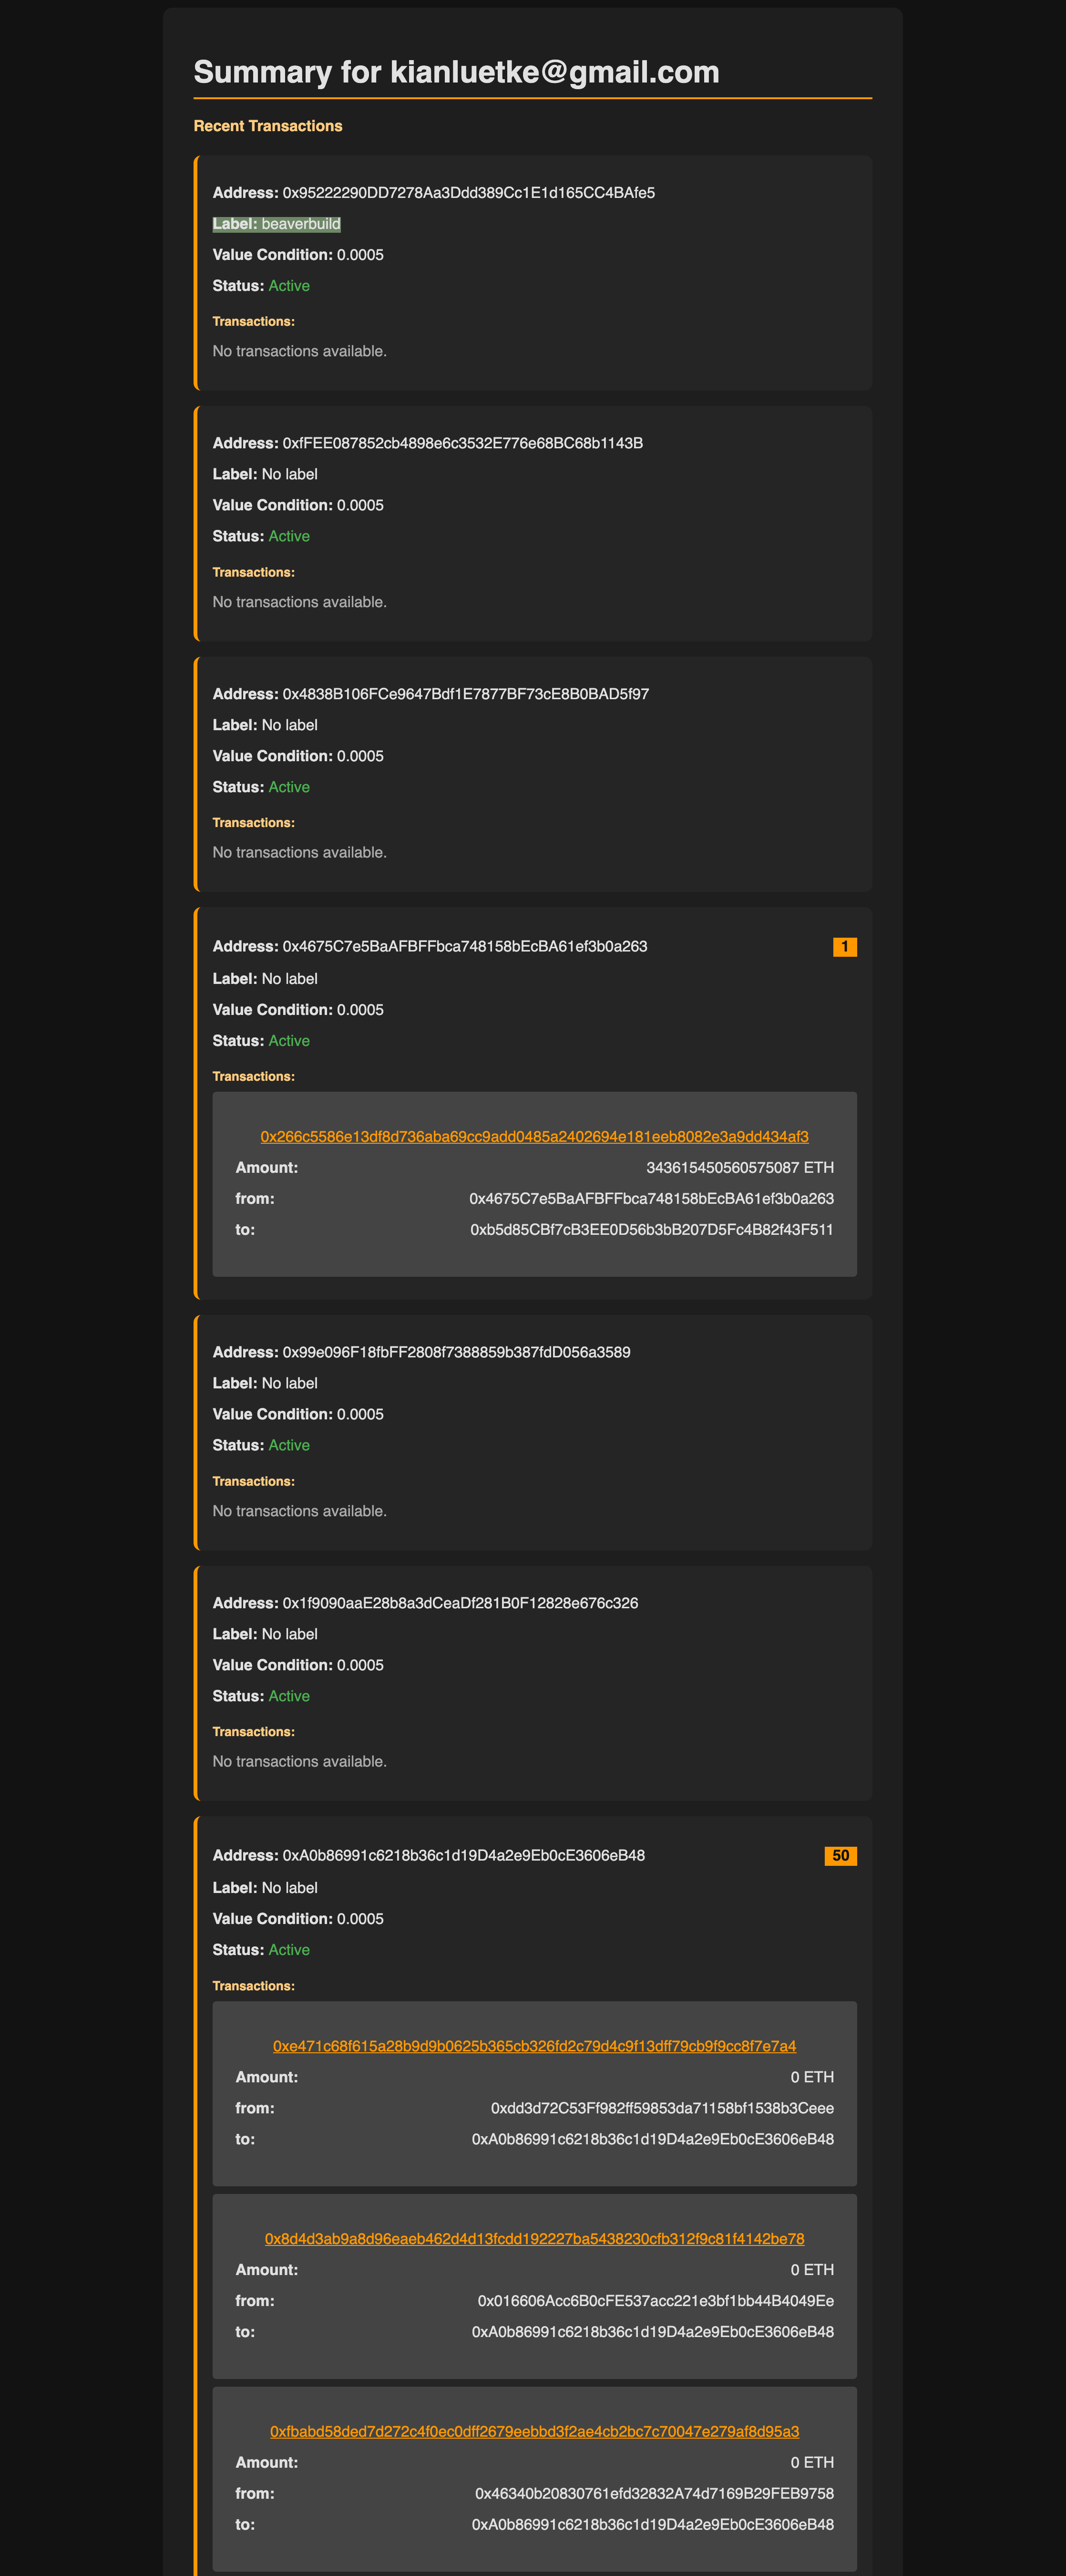 Summary for kianluetke@gmail.com
Recent Transactions
Address: 0x95222290DD7278Aa3Ddd389Cc1E1d165CC4BAfe5
Label: beaverbuild
Value Condition: 0.0005
Status: Active
Transactions:
No transactions available.
Address: 0xfFEE087852cb4898e6c3532E776e68BC68b1143B
Label: No label
Value Condition: 0.0005
Status: Active
Transactions:
No transactions available.
Address: 0x4838B106FCe9647Bdf1E7877BF73cE8B0BAD5f97
Label: No label
Value Condition: 0.0005
Status: Active
Transactions:
No transactions available.
Address: 0x4675C7e5BaAFBFFbca748158bEcBA61ef3b0a263 1
Label: No label
Value Condition: 0.0005
Status: Active
Transactions:
0x266c5586e13df8d736aba69cc9add0485a2402694e181eeb8082e3a9dd434af3
Amount: 343615450560575087 ETH
from: 0x4675C7e5BaAFBFFbca748158bEcBA61ef3b0a263
to: 0xb5d85CBf7cB3EE0D56b3bB207D5Fc4B82f43F511
Address: 0x99e096F18fbFF2808f7388859b387fdD056a3589
Label: No label
Value Condition: 0.0005
Status: Active
Transactions:
No transactions available.
Address: 0x1f9090aaE28b8a3dCeaDf281B0F12828e676c326
Label: No label
Value Condition: 0.0005
Status: Active
Transactions:
No transactions available.
Address: 0xA0b86991c6218b36c1d19D4a2e9Eb0cE3606eB48 50
Label: No label
Value Condition: 0.0005
Status: Active
Transactions:
0xe471c68f615a28b9d9b0625b365cb326fd2c79d4c9f13dff79cb9f9cc8f7e7a4
Amount: 0 ETH
from: 0xdd3d72C53Ff982ff59853da71158bf1538b3Ceee
to: 0xA0b86991c6218b36c1d19D4a2e9Eb0cE3606eB48
0x8d4d3ab9a8d96eaeb462d4d13fcdd192227ba5438230cfb312f9c81f4142be78
Amount: 0 ETH
from: 0x016606Acc6B0cFE537acc221e3bf1bb44B4049Ee
to: 0xA0b86991c6218b36c1d19D4a2e9Eb0cE3606eB48
0xfbabd58ded7d272c4f0ec0dff2679eebbd3f2ae4cb2bc7c70047e279af8d95a3
Amount: 0 ETH
from: 0x46340b20830761efd32832A74d7169B29FEB9758
to: 0xA0b86991c6218b36c1d19D4a2e9Eb0cE3606eB48